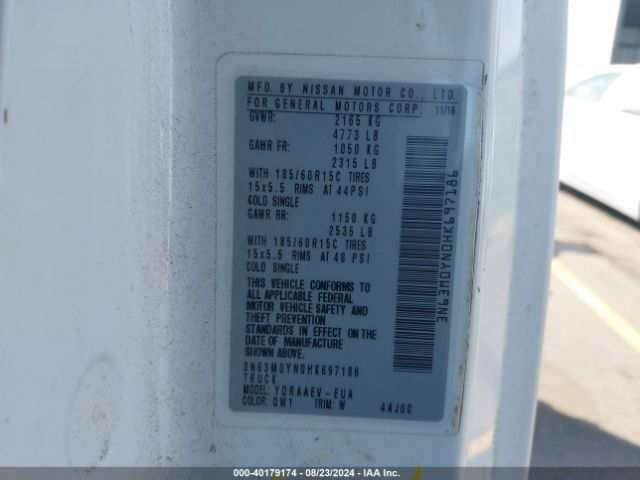 MFD. BY NISSAN MOTOR CO., LTD.
FOR GENERAL MOTORS CORP. 11/16
GVWR: 2165 KG
4773 LB
GAWR FR: 1050 KG
2315 LB
WITH 185/60R15C TIRES
15x5.5 RIMS AT 44PSI
COLD SINGLE
GAWR RR: 1150 KG
2535 LB
WITH 185/60R15C TIRES
15x5.5 RIMS AT 48 PSI
COLD SINGLE
THIS VEHICLE CONFORMS TO
ALL APPLICABLE FEDERAL
MOTOR VEHICLE SAFETY AND
THEFT PREVENTION
STANDARDS IN EFFECT ON THE
DATE OF MANUFACTURE
SHOWN ABOVE.
3N63M0YN0HK697186
TRUCK
MODEL: YDRAAEV-EUA
COLOR: QM1 TRIM: W 4AJ0C
3N63M0YN0HK697186
000-40179174 - 08/23/2024 - IAA Inc.